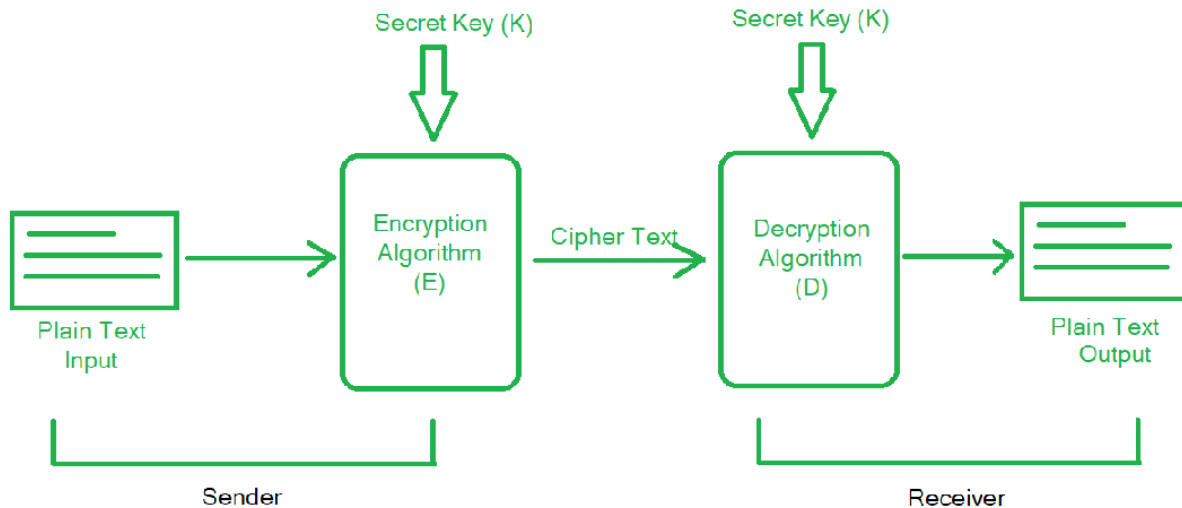 Secret Key (K)
Secret Key (K)
Encryption
Algorithm
(E)
Cipher Text
Decryption
Algorithm
(D)
Plain Text
Input
Plain Text
Output
Sender
Receiver